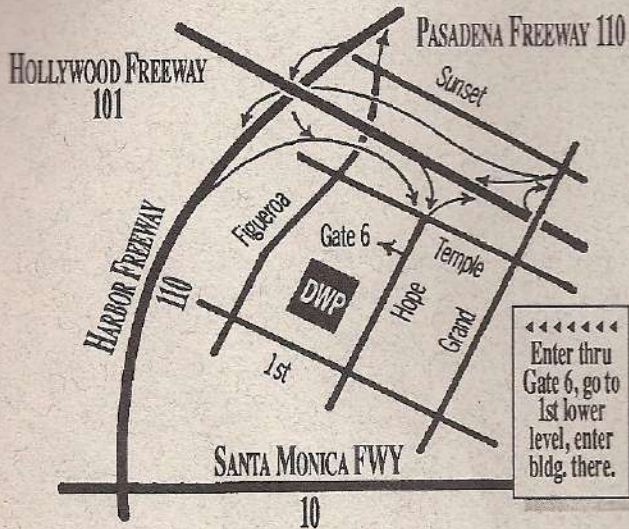 PASADENA FREEWAY 110
HOLLYWOOD FREEWAY
101
Sunset
Figueroa
Gate 6
Temple
HARBOR FREEWAY
110
DWP
Hope
Grand
1st
Enter thru
Gate 6, go to
1st lower
level, enter
bldg. there.
SANTA MONICA FWY
10